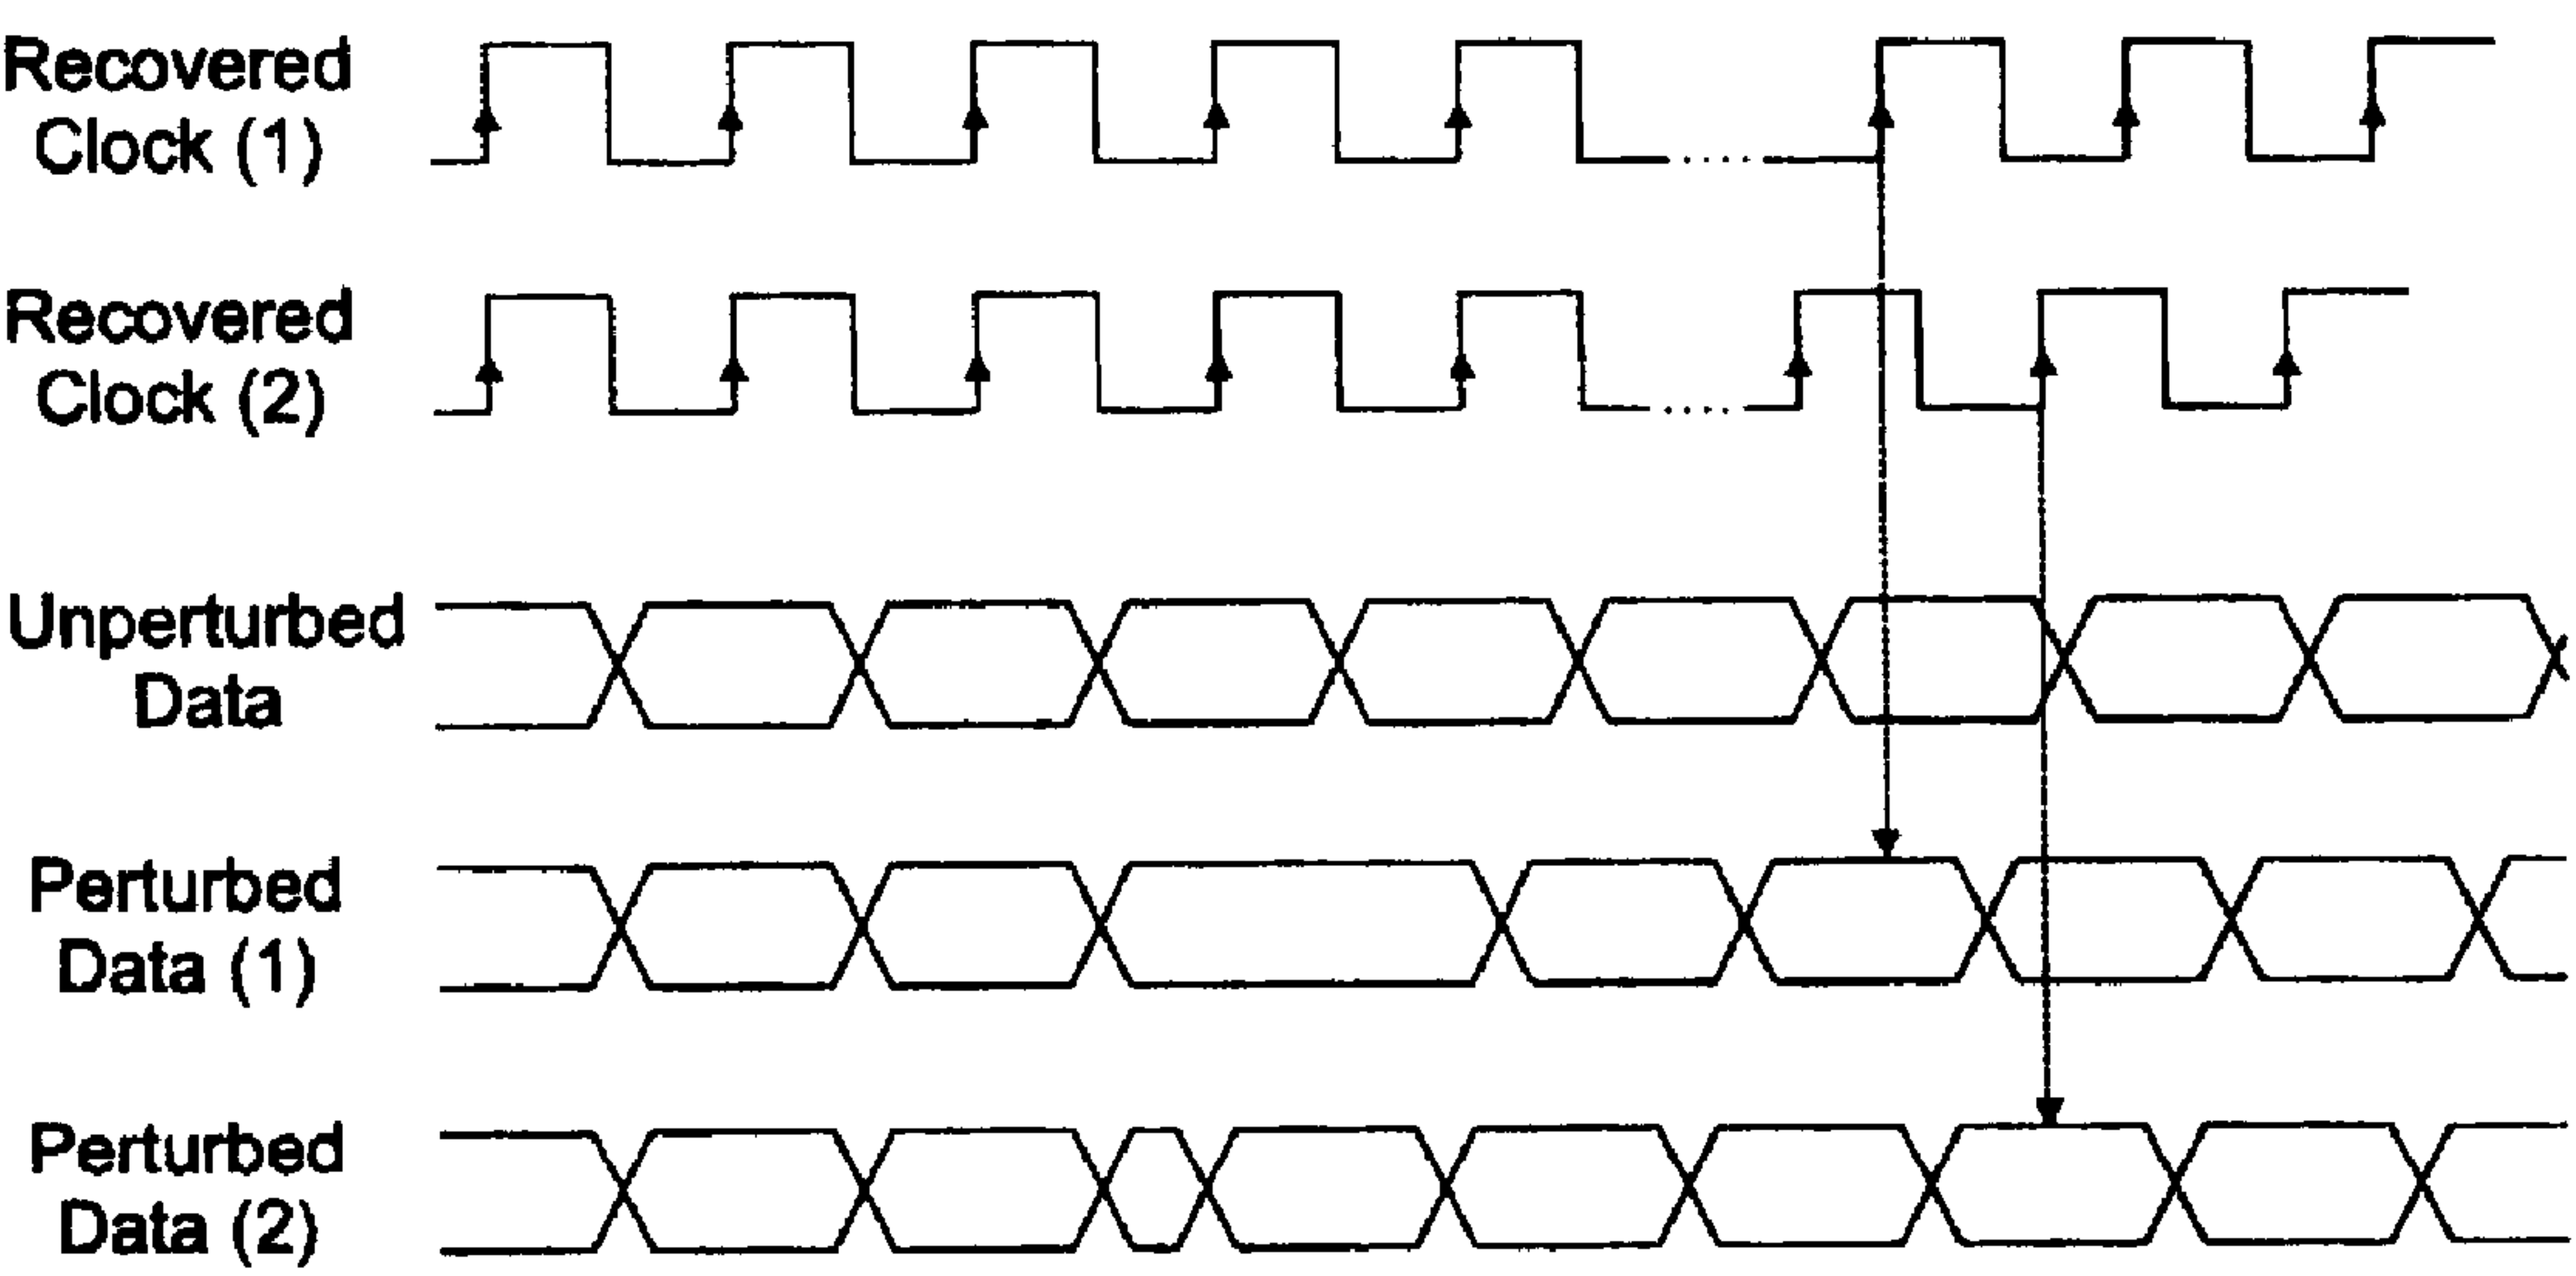 Recovered
Clock (1)
Recovered
Clock (2)
Unperturbed
Data
Perturbed
Data (1)
Perturbed
Data (2)